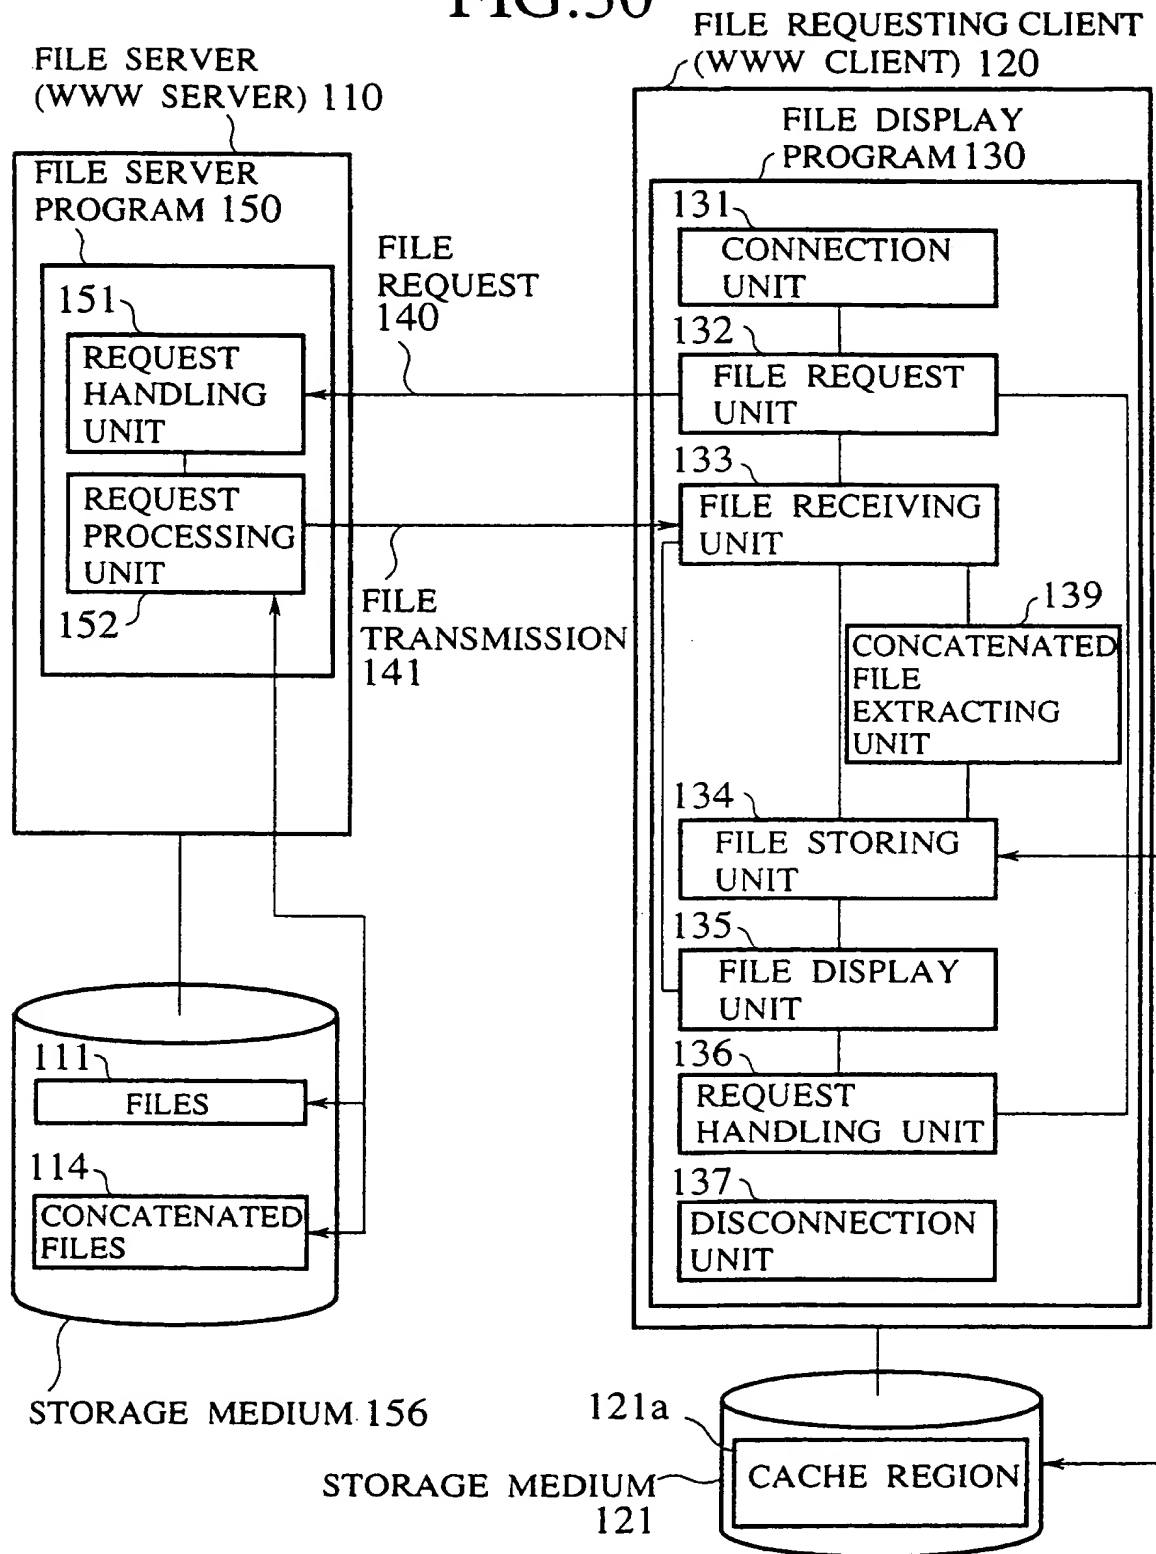 FIG.30
FILE SERVER
(WWW SERVER) 110
FILE SERVER
PROGRAM 150
151
REQUEST
HANDLING
UNIT
REQUEST
PROCESSING
UNIT
152
FILE
REQUEST
140
FILE
TRANSMISSION
141
111
FILES
114
CONCATENATED
FILES
STORAGE MEDIUM 156
FILE REQUESTING CLIENT
(WWW CLIENT) 120
FILE DISPLAY
PROGRAM 130
131
CONNECTION
UNIT
132
FILE REQUEST
UNIT
133
FILE RECEIVING
UNIT
139
CONCATENATED
FILE
EXTRACTING
UNIT
134
FILE STORING
UNIT
135
FILE DISPLAY
UNIT
136
REQUEST
HANDLING UNIT
137
DISCONNECTION
UNIT
121a
CACHE REGION
STORAGE MEDIUM
121